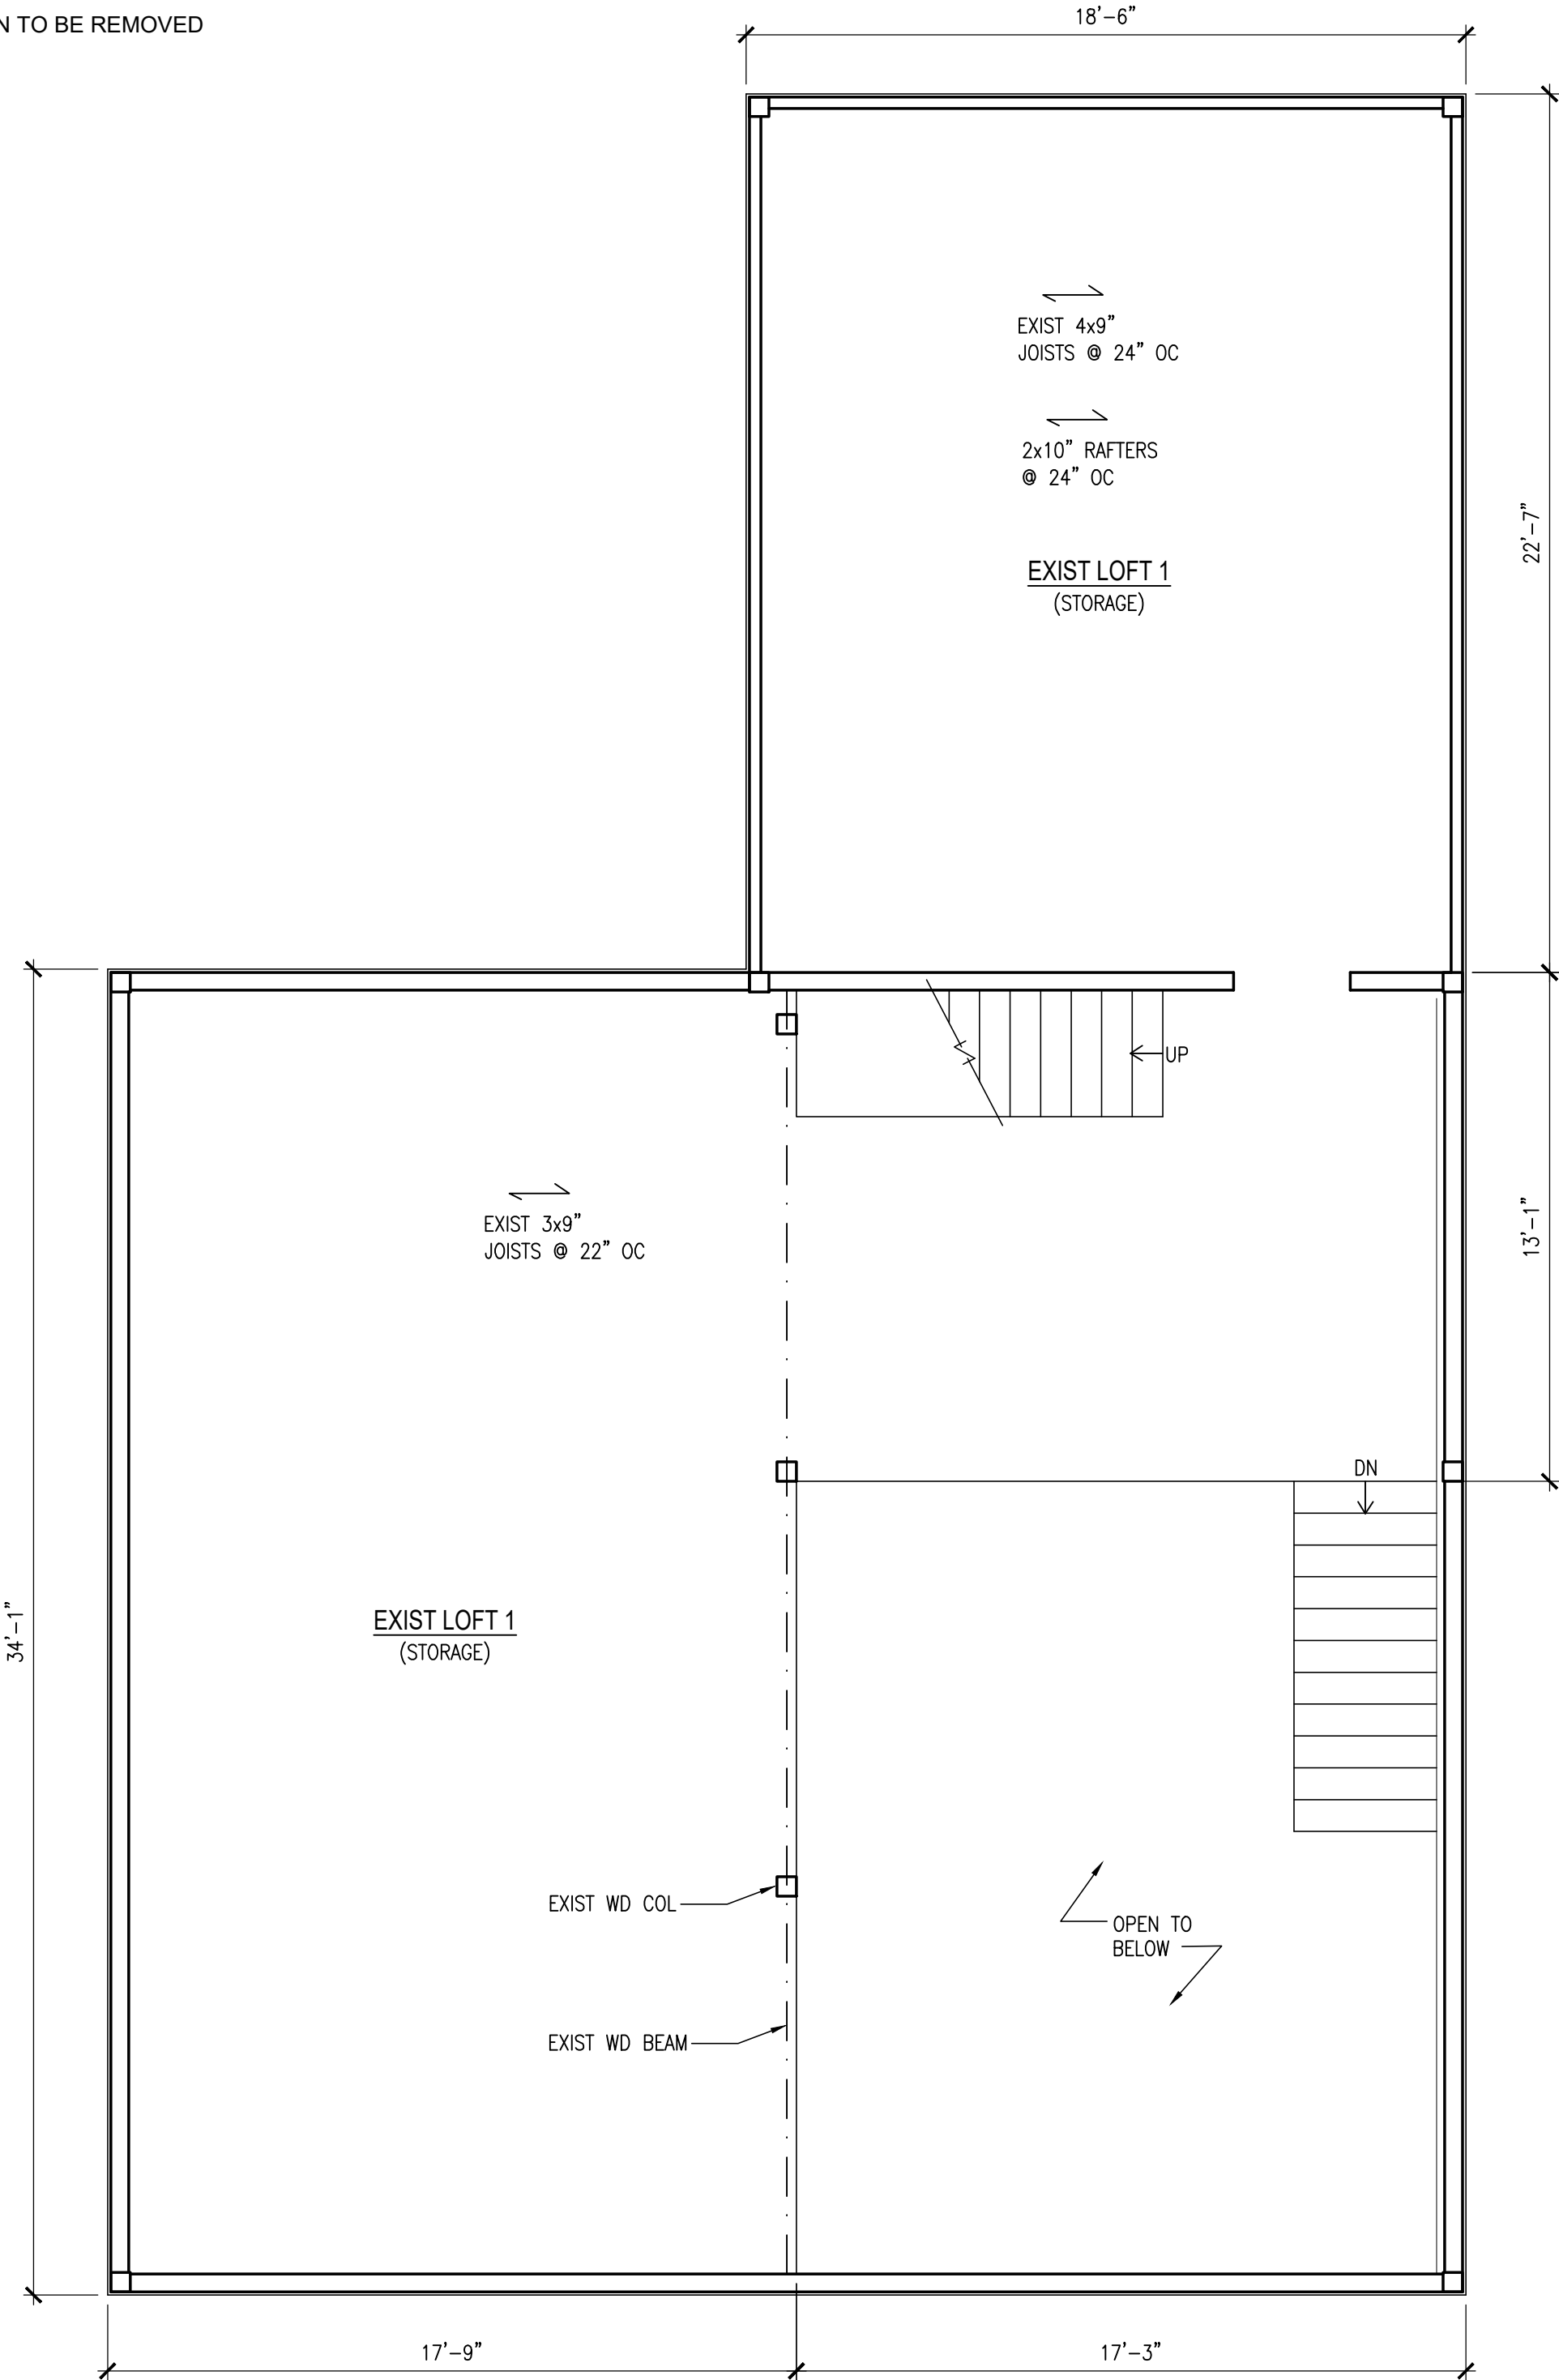 N TO BE REMOVED
18'-6"
EXIST 4x9"
JOISTS @ 24" OC
2x10" RAFTERS
@ 24" OC
22'-7"
EXIST LOFT 1
(STORAGE)
UP
EXIST 3x9"
JOISTS @ 22" OC
13'-1"
DN
34'-1"
EXIST LOFT 1
(STORAGE)
EXIST WD COL
OPEN TO
BELOW
EXIST WD BEAM
17'-9"
17'-3"